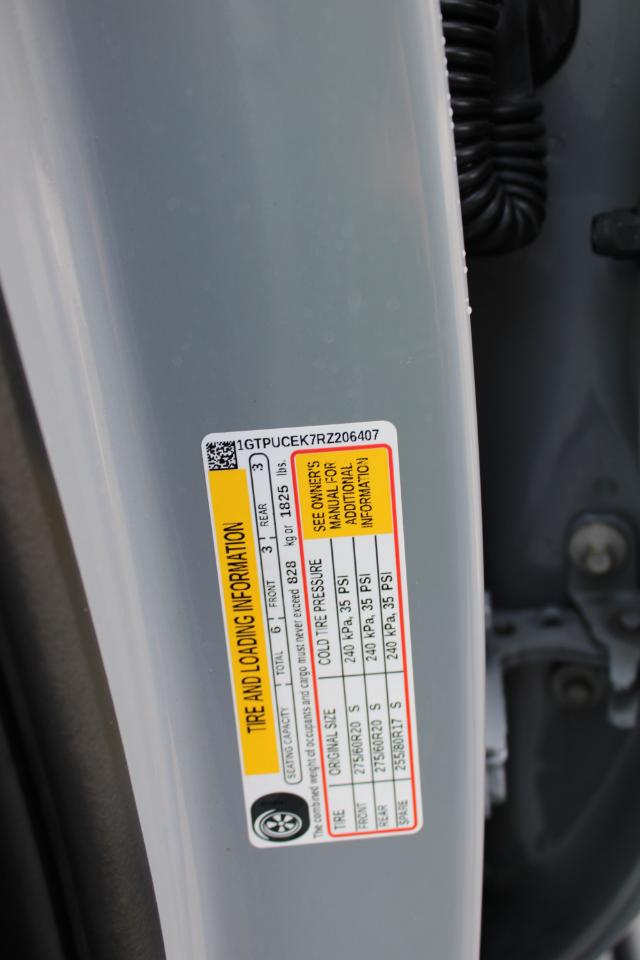 1GTPUCEK7RZ206407
TIRE AND LOADING INFORMATION
SEATING CAPACITY TOTAL 6 FRONT 3 REAR 3
The combined weight of occupants and cargo must never exceed 828 kg or 1825 lbs.
TIRE ORIGINAL SIZE COLD TIRE PRESSURE
FRONT 275/60R20 S 240 kPa, 35 PSI
REAR 275/60R20 S 240 kPa, 35 PSI
SPARE 255/80R17 S 240 kPa, 35 PSI
SEE OWNER'S
MANUAL FOR
ADDITIONAL
INFORMATION